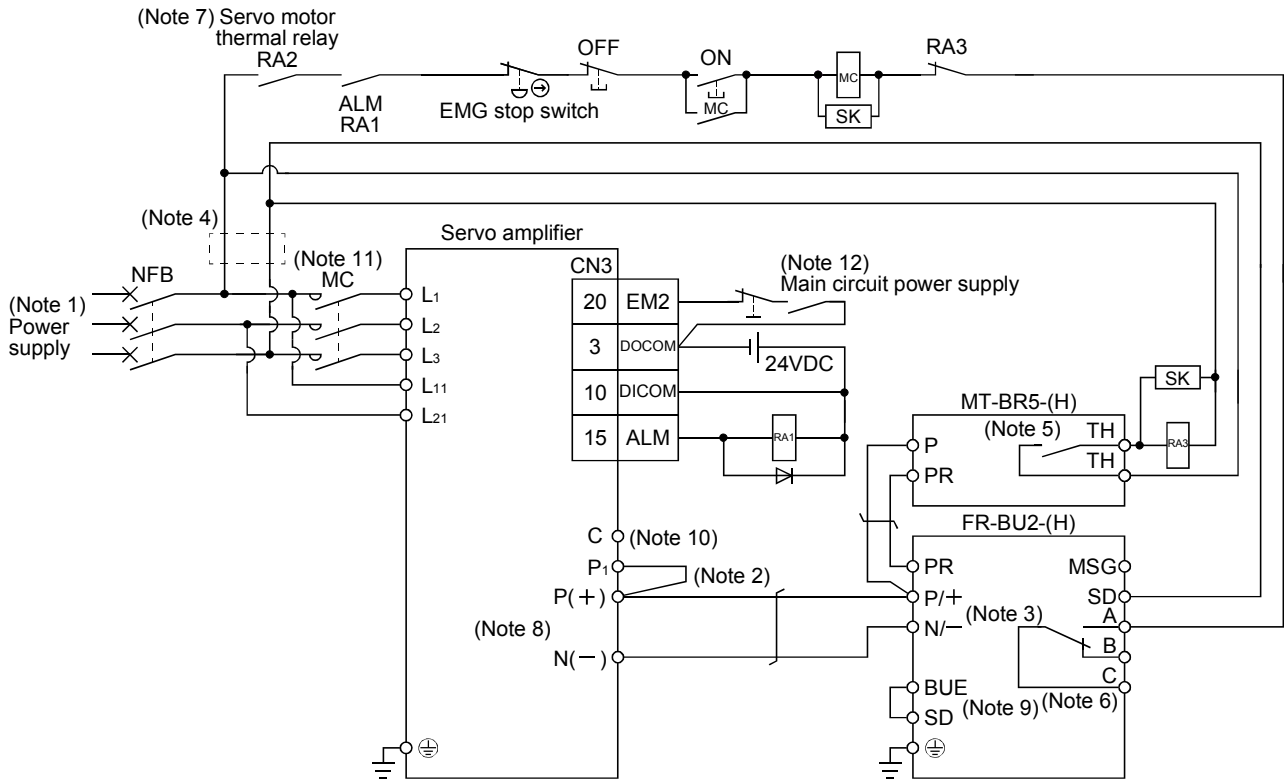 (Note 7) Servo motor
thermal relay
RA2
ALM
RA1
EMG stop switch
OFF
ON
MC
MC
SK
RA3
(Note 4)
NFB
(Note 11)
MC
(Note 1)
Power
supply
Servo amplifier
L1
L2
L3
L11
L21
CN3
20 EM2
3 DOCOM
10 DICOM
15 ALM
(Note 12)
Main circuit power supply
24VDC
RA1
C (Note 10)
P1
(Note 2)
P(+)
(Note 8)
N(−)
MT-BR5-(H)
(Note 5)
P
PR
TH
TH
SK
RA3
FR-BU2-(H)
PR
P/+
N/−
BUE
SD
MSG
SD
A
B
C
(Note 3)
(Note 9)
(Note 6)